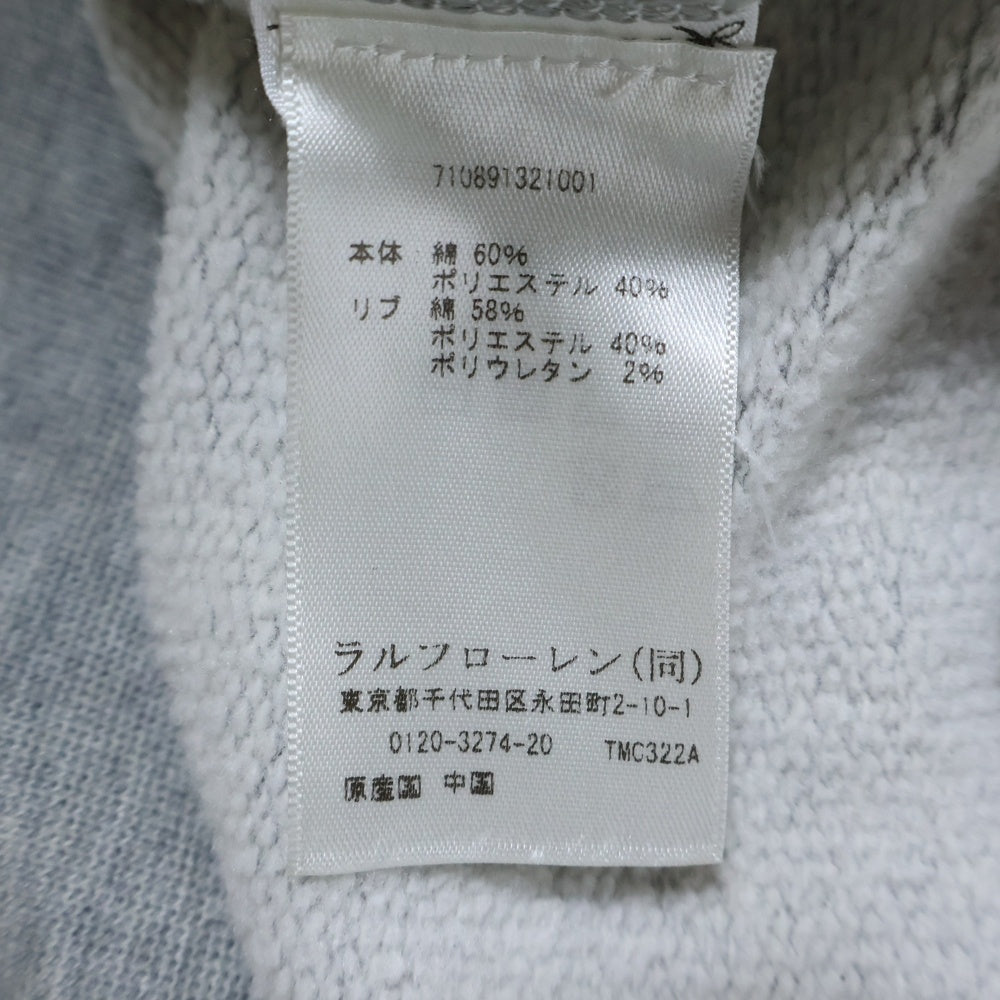 710891321001
本体 綿 60%
ポリエステル 40%
リブ 綿 58%
ポリエステル 40%
ポリウレタン 2%
ラルフローレン(同)
東京都千代田区永田町2-10-1
0120-3274-20 TMC322A
原産国 中国